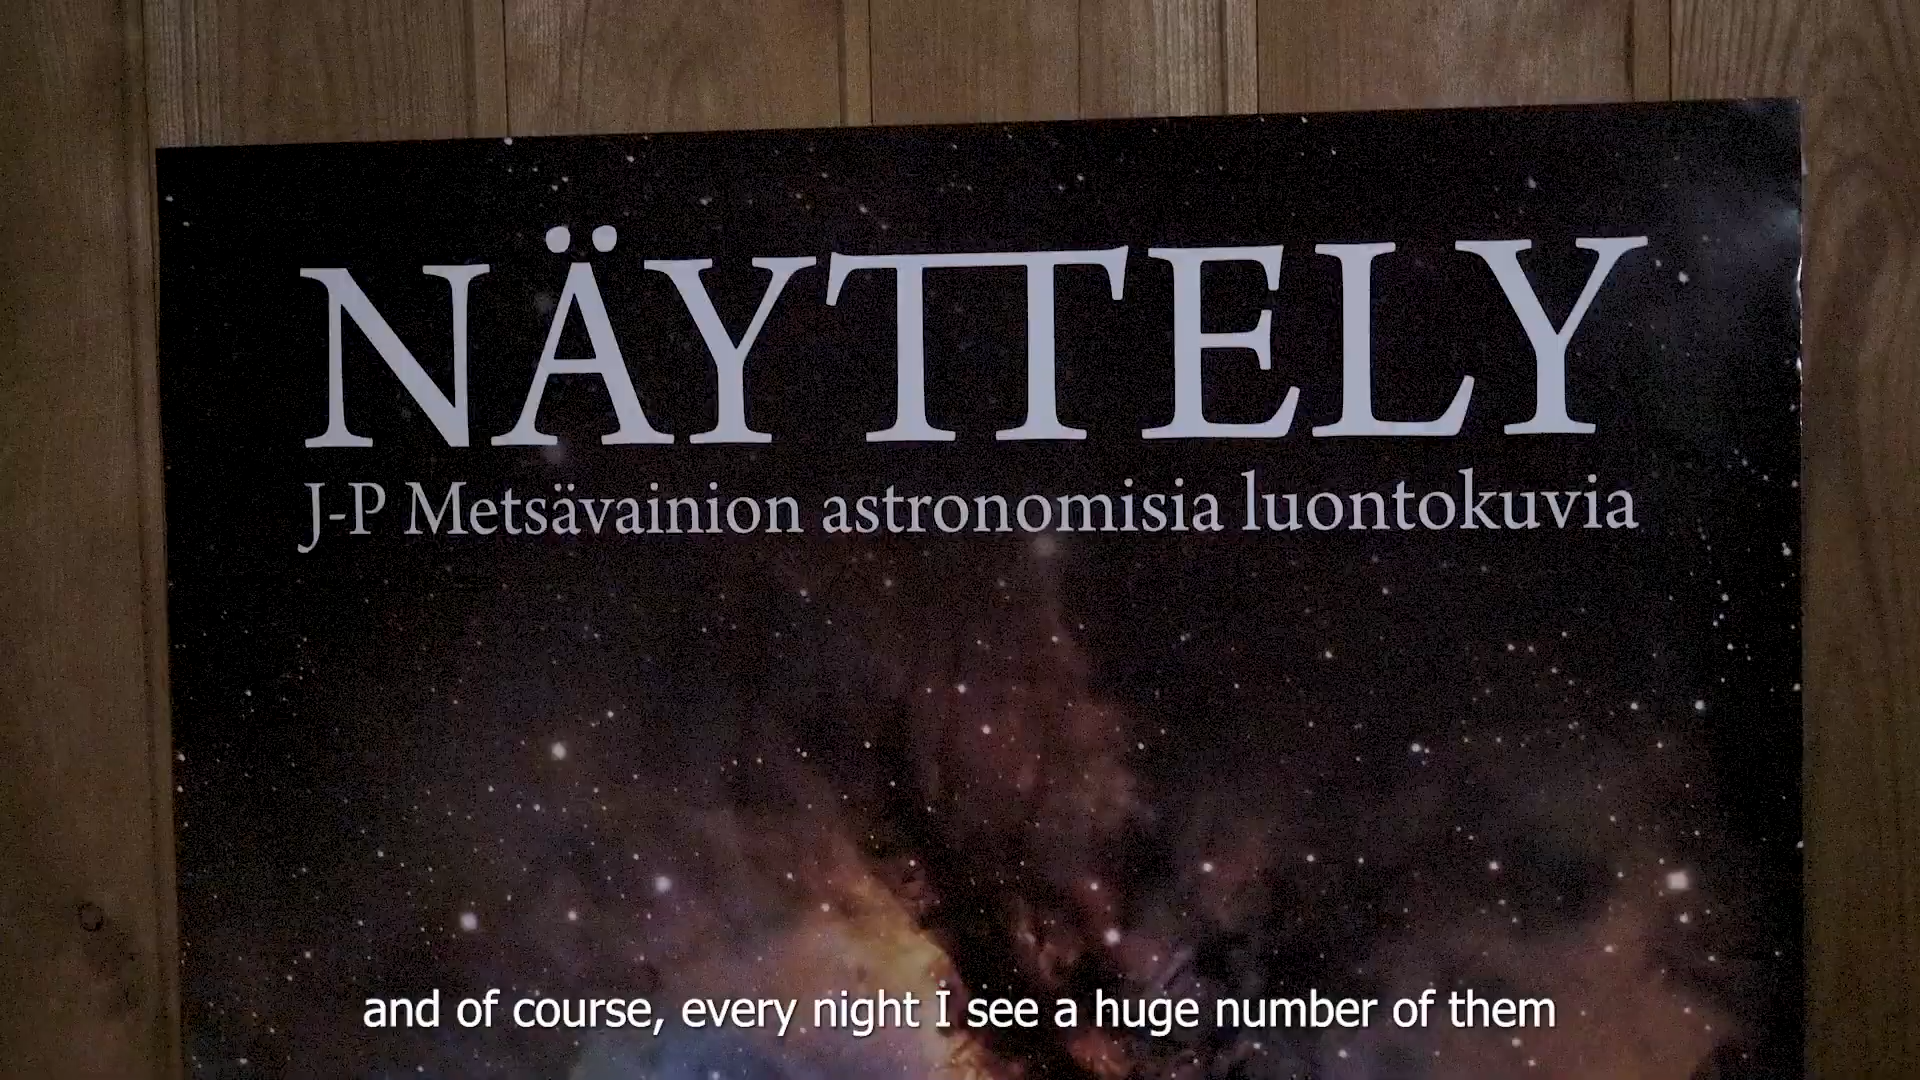 NÄYTTELY
J-P Metsävainion astronomisia luontokuvia
and of course, every night I see a huge number of them